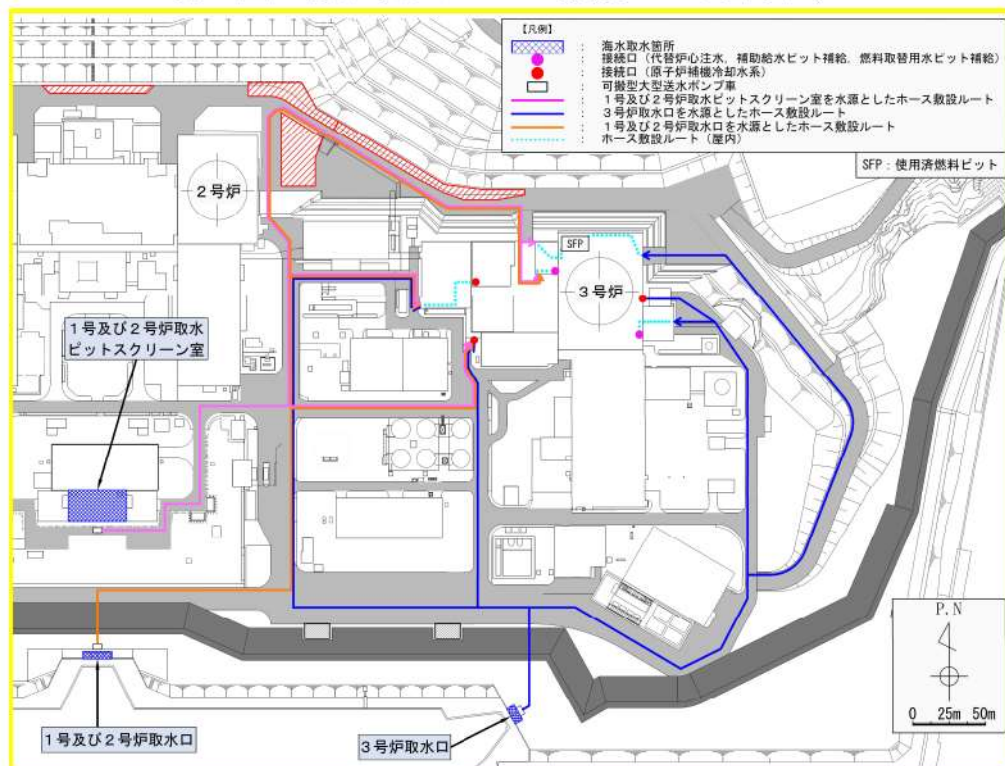 【凡例】
: 海水取水箇所
: 接続口（代替炉心注水，補助給水ピット補給，燃料取替用水ピット補給）
: 接続口（原子炉補機冷却水系）
: 可搬型大型送水ポンプ車
: 1号及び2号炉取水ピットスクリーン室を水源としたホース敷設ルート
: 3号炉取水口を水源としたホース敷設ルート
: 1号及び2号炉取水口を水源としたホース敷設ルート
: ホース敷設ルート（屋内）
SFP：使用済燃料ピット
2号炉
SFP
3号炉
1号及び2号炉取水
ピットスクリーン室
P.N
0 25m 50m
1号及び2号炉取水口
3号炉取水口